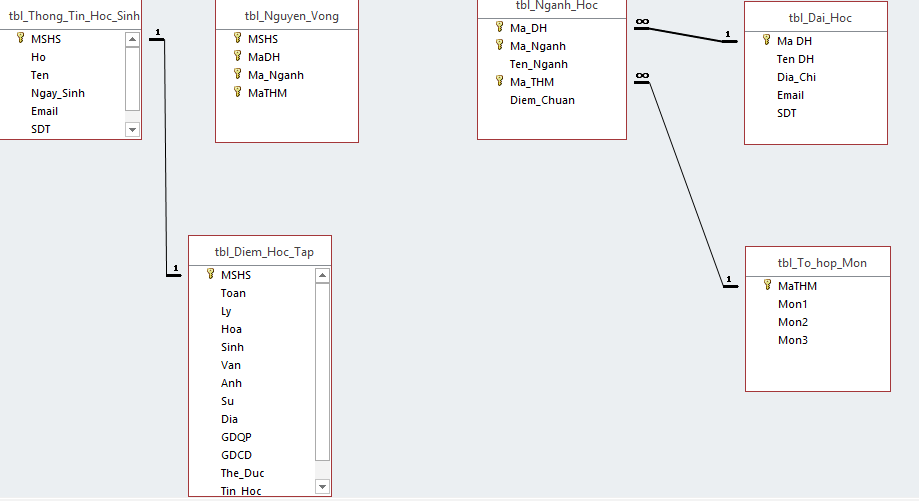 tbl_Thong_Tin_Hoc_Sinh
MSHS
Ho
Ten
Ngay_Sinh
Email
SDT
1
tbl_Nguyen_Vong
MSHS
MaDH
Ma_Nganh
MaTHM
tbl_Nganh_Hoc
Ma_DH
Ma_Nganh
Ten_Nganh
Ma_THM
Diem_Chuan
∞
∞
1
tbl_Dai_Hoc
Ma DH
Ten DH
Dia_Chi
Email
SDT
1
tbl_Diem_Hoc_Tap
MSHS
Toan
Ly
Hoa
Sinh
Van
Anh
Su
Dia
GDQP
GDCD
The_Duc
Tin_Hoc
1
tbl_To_hop_Mon
MaTHM
Mon1
Mon2
Mon3